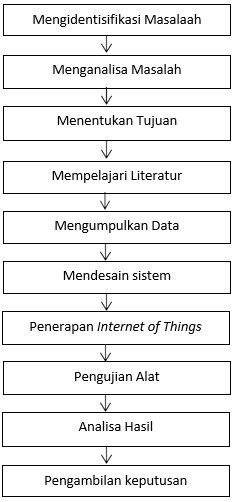 Mengidentisifikasi Masalaah
Menganalisa Masalah
Menentukan Tujuan
Mempelajari Literatur
Mengumpulkan Data
Mendesain sistem
Penerapan Internet of Things
Pengujian Alat
Analisa Hasil
Pengambilan keputusan